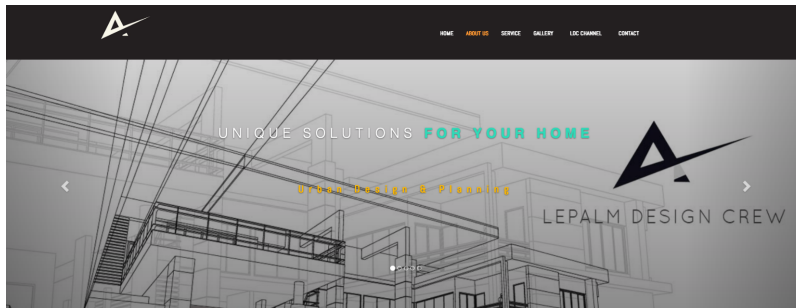 HOME ABOUT US SERVICE GALLERY LDC CHANNEL CONTACT
UNIQUE SOLUTIONS FOR YOUR HOME
Urban Design & Planning
LEPALM DESIGN CREW